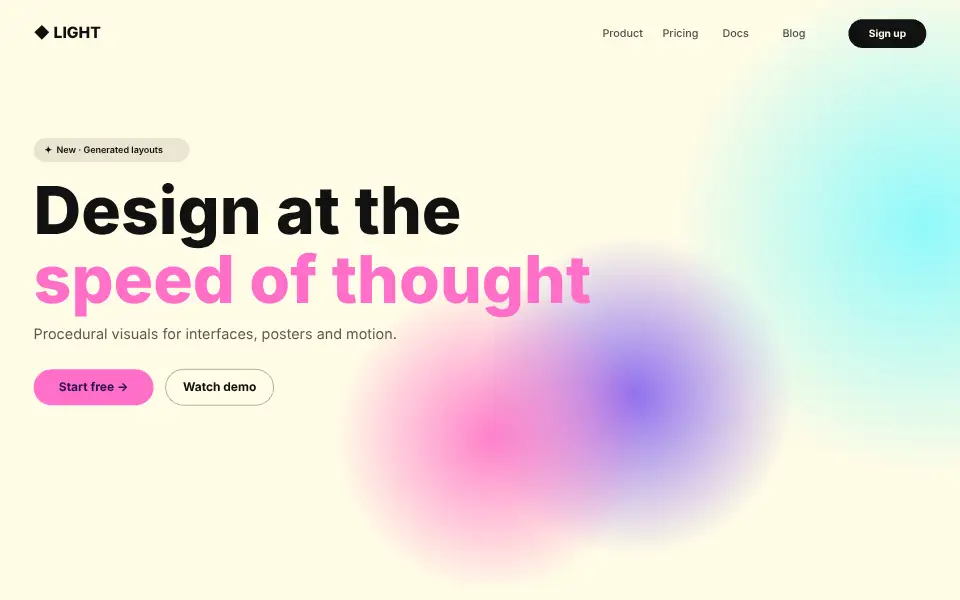 ◆ LIGHT
Product Pricing Docs Blog Sign up
✦ New · Generated layouts
Design at the
speed of thought
Procedural visuals for interfaces, posters and motion.
Start free → Watch demo